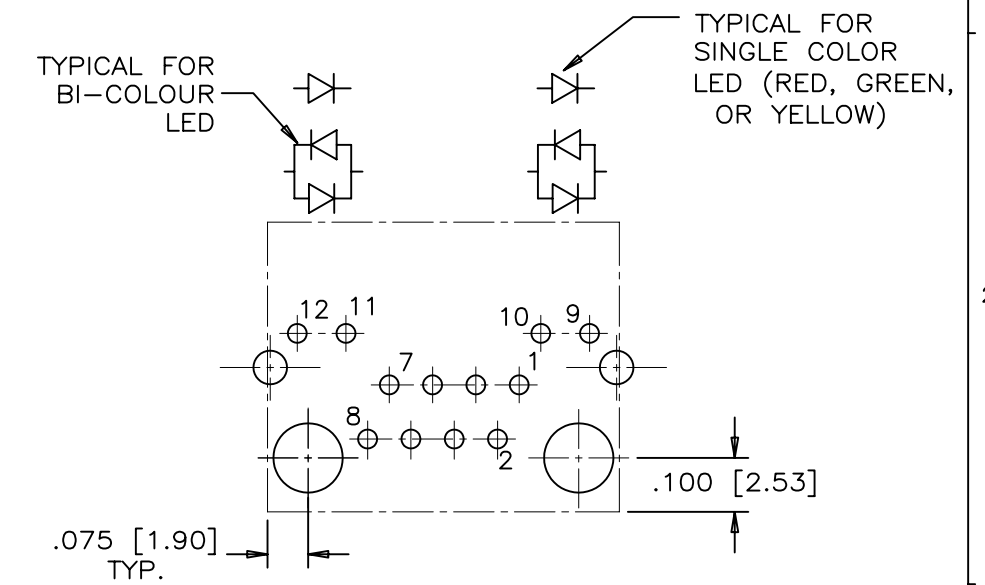 TYPICAL FOR
BI-COLOUR
LED
TYPICAL FOR
SINGLE COLOR
LED (RED, GREEN,
OR YELLOW)
12
11
10
9
7
1
8
2
.100 [2.53]
.075 [1.90]
TYP.